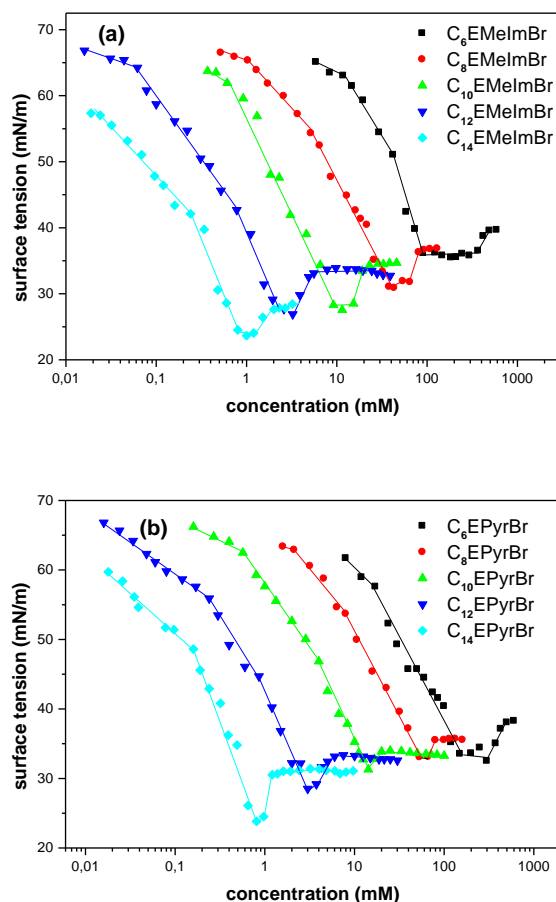 (a)
C₆EMeImBr
C₈EMeImBr
C₁₀EMeImBr
C₁₂EMeImBr
C₁₄EMeImBr
surface tension (mN/m)
70
60
50
40
30
20
0,01 0,1 1 10 100 1000
concentration (mM)
(b)
C₆EPyrBr
C₈EPyrBr
C₁₀EPyrBr
C₁₂EPyrBr
C₁₄EPyrBr
surface tension (mN/m)
70
60
50
40
30
20
0,01 0,1 1 10 100 1000
concentration (mM)